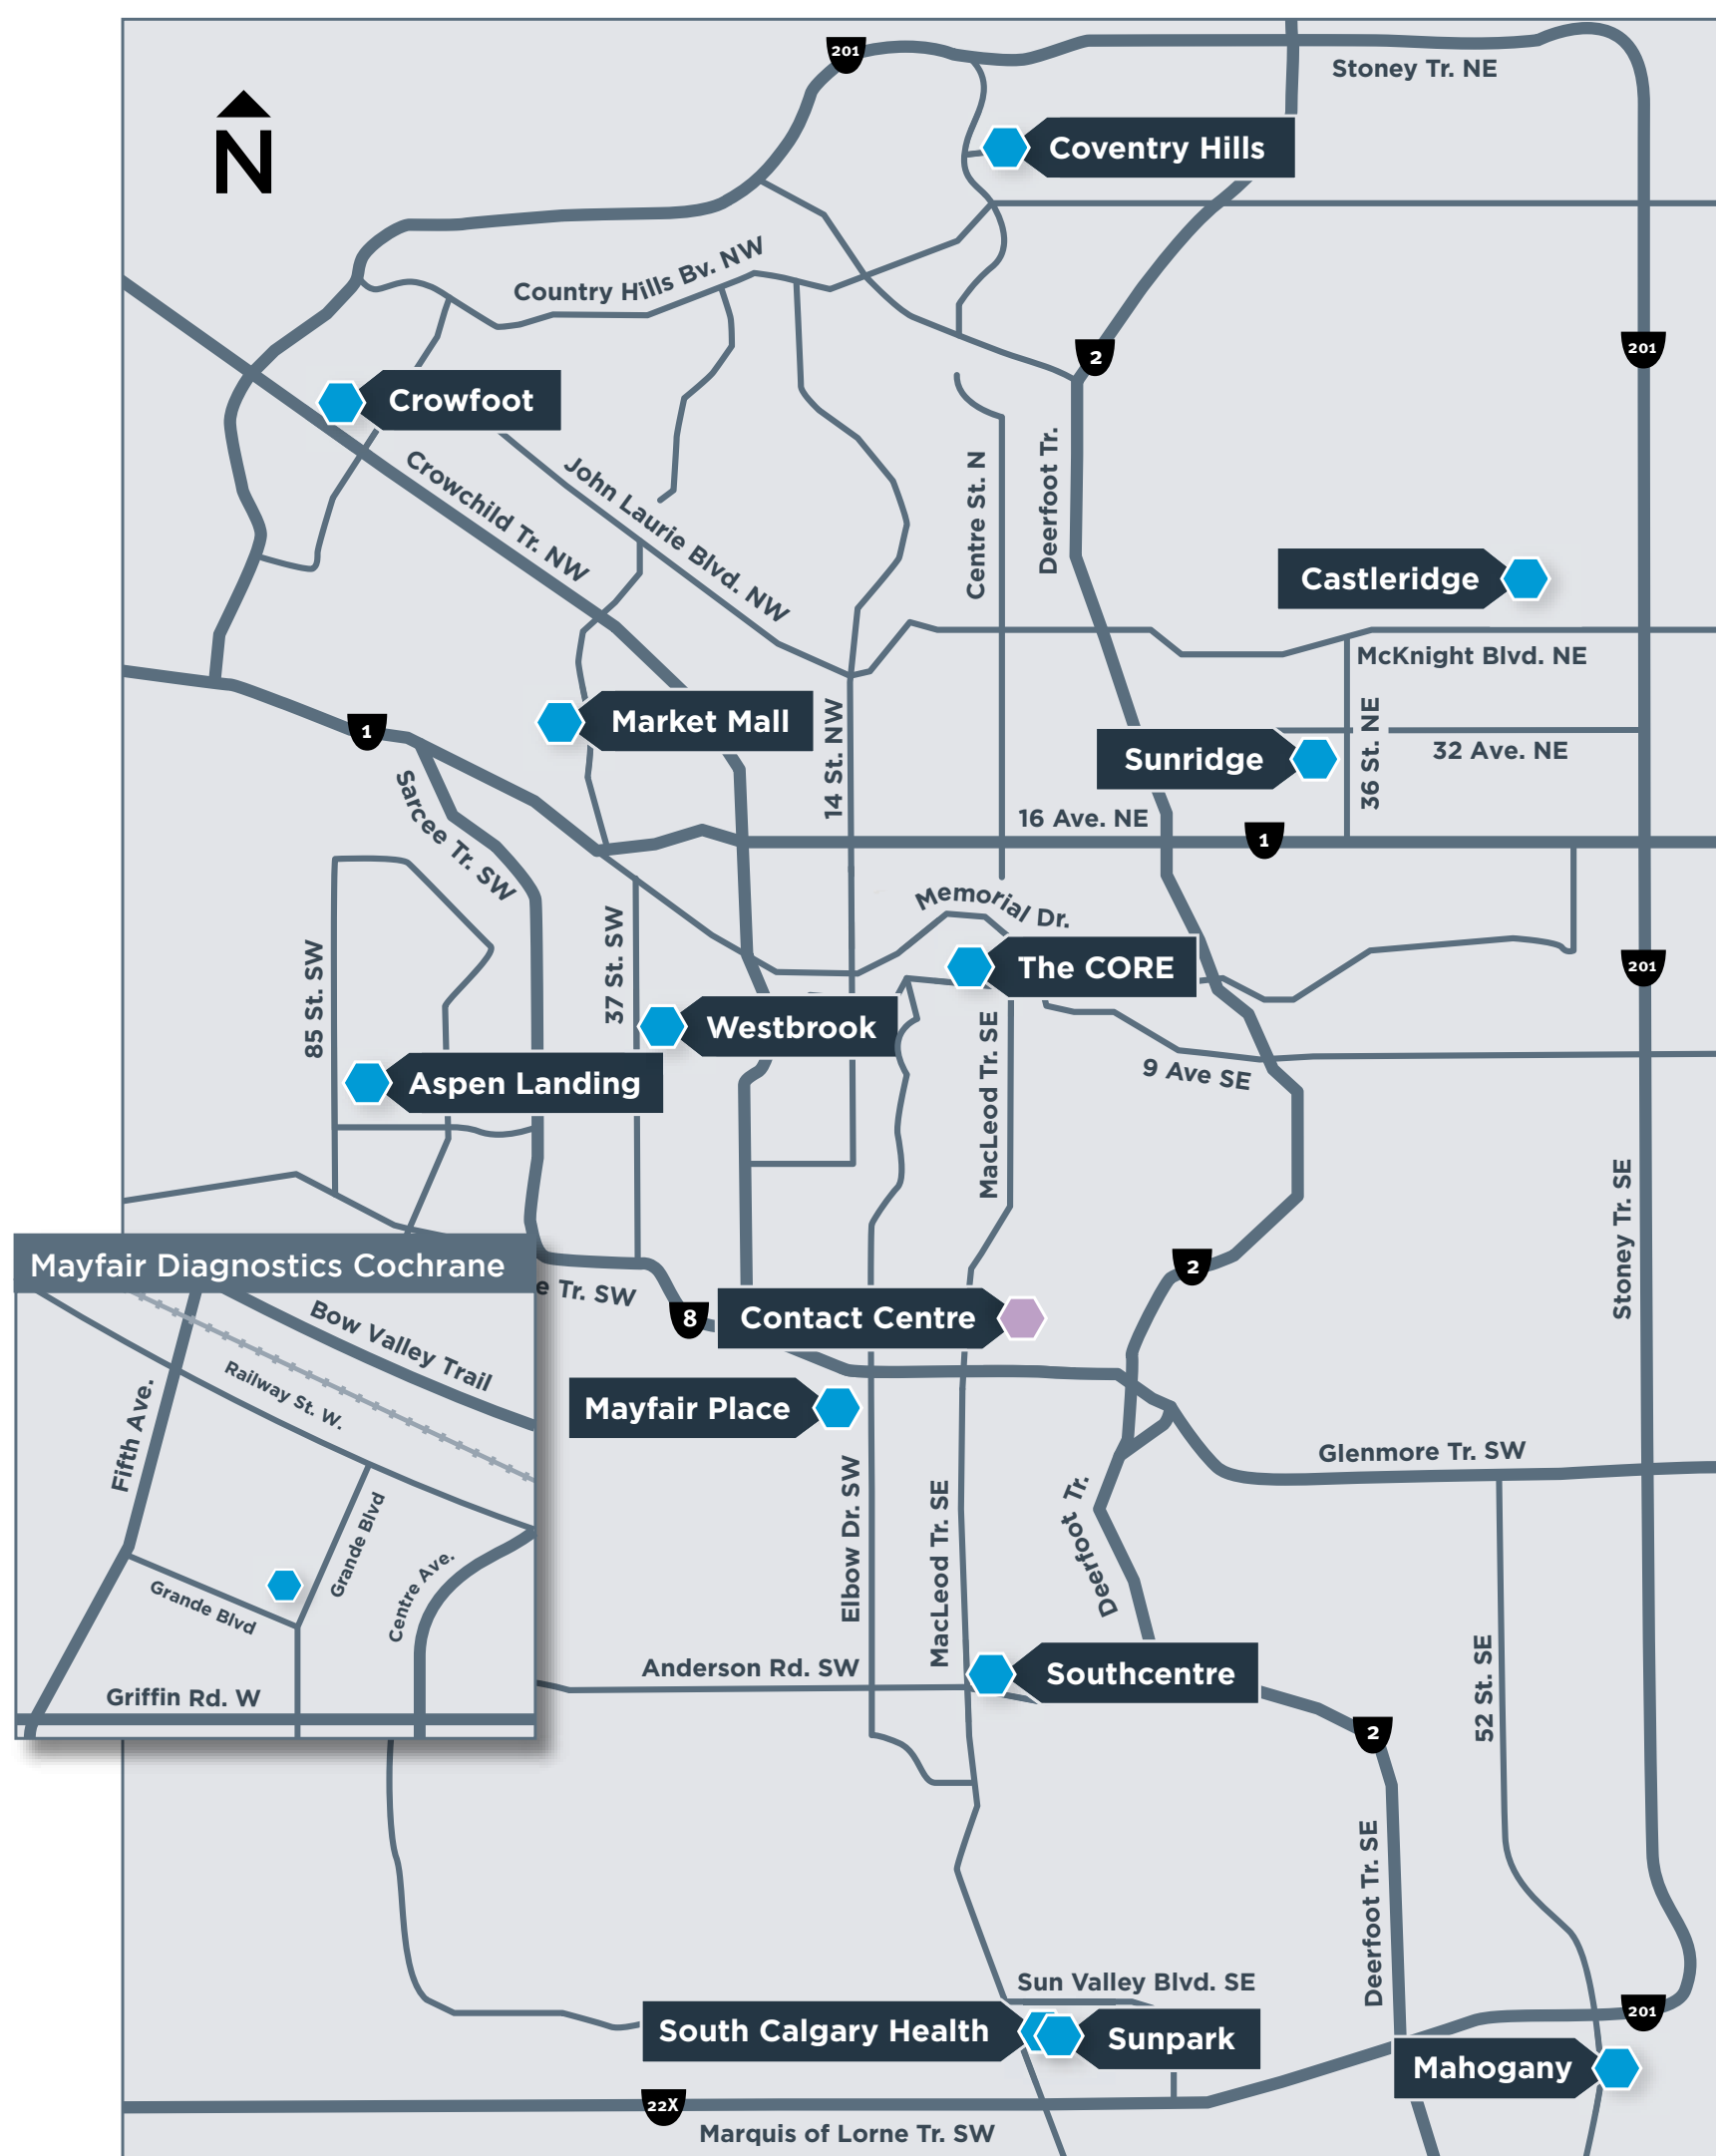 201
Stoney Tr. NE
N
Coventry Hills
Country Hills Bv. NW
2
201
Crowfoot
Crowchild Tr. NW
John Laurie Blvd. NW
Centre St. N
Deerfoot Tr.
Castleridge
McKnight Blvd. NE
Market Mall
1
14 St. NW
Sunridge
36 St. NE
32 Ave. NE
16 Ave. NE
1
Sarcee Tr. SW
Memorial Dr.
85 St. SW
37 St. SW
The CORE
201
Westbrook
MacLeod Tr. SE
Aspen Landing
9 Ave SE
Stoney Tr. SE
Mayfair Diagnostics Cochrane
2
e Tr. SW
8
Contact Centre
Bow Valley Trail
Railway St. W.
Fifth Ave.
Mayfair Place
Glenmore Tr. SW
Elbow Dr. SW
MacLeod Tr. SE
Deerfoot Tr.
Grande Blvd
Grande Blvd
Centre Ave.
Anderson Rd. SW
Southcentre
52 St. SE
Griffin Rd. W
2
Deerfoot Tr. SE
Sun Valley Blvd. SE
201
South Calgary Health
Sunpark
Mahogany
22X
Marquis of Lorne Tr. SW